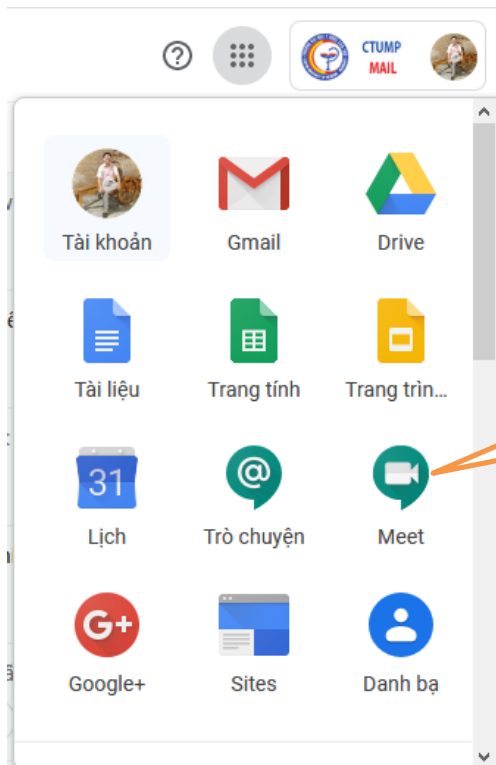 CTUMP
MAIL
Tài khoản
Gmail
Drive
Tài liệu
Trang tính
Trang trìn...
31
Lịch
Trò chuyện
Meet
G+
Google+
Sites
Danh bạ